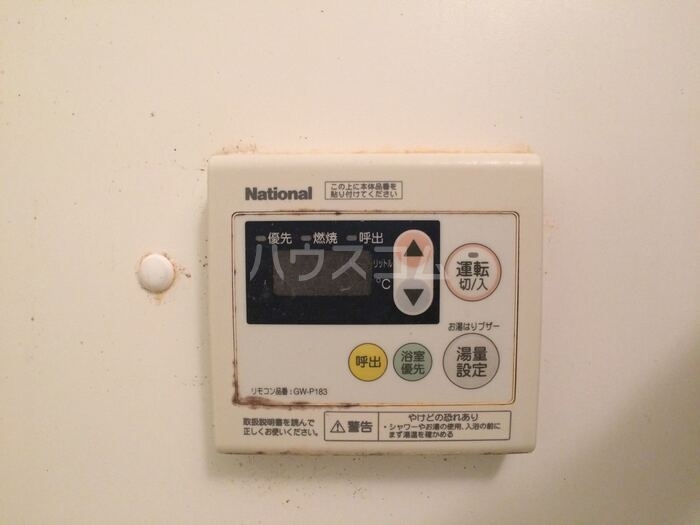 National
この上に本体品番を
貼り付けてください
優先 燃焼 呼出
ハウスコム
リットル
℃
運転
切/入
お湯はりブザー
呼出
浴室
優先
湯量
設定
リモコン品番：GW-P183
取扱説明書を読んで
正しくお使いください。
警告
やけどの恐れあり
・シャワーやお湯の使用、入浴の前に
まず湯温を確かめる